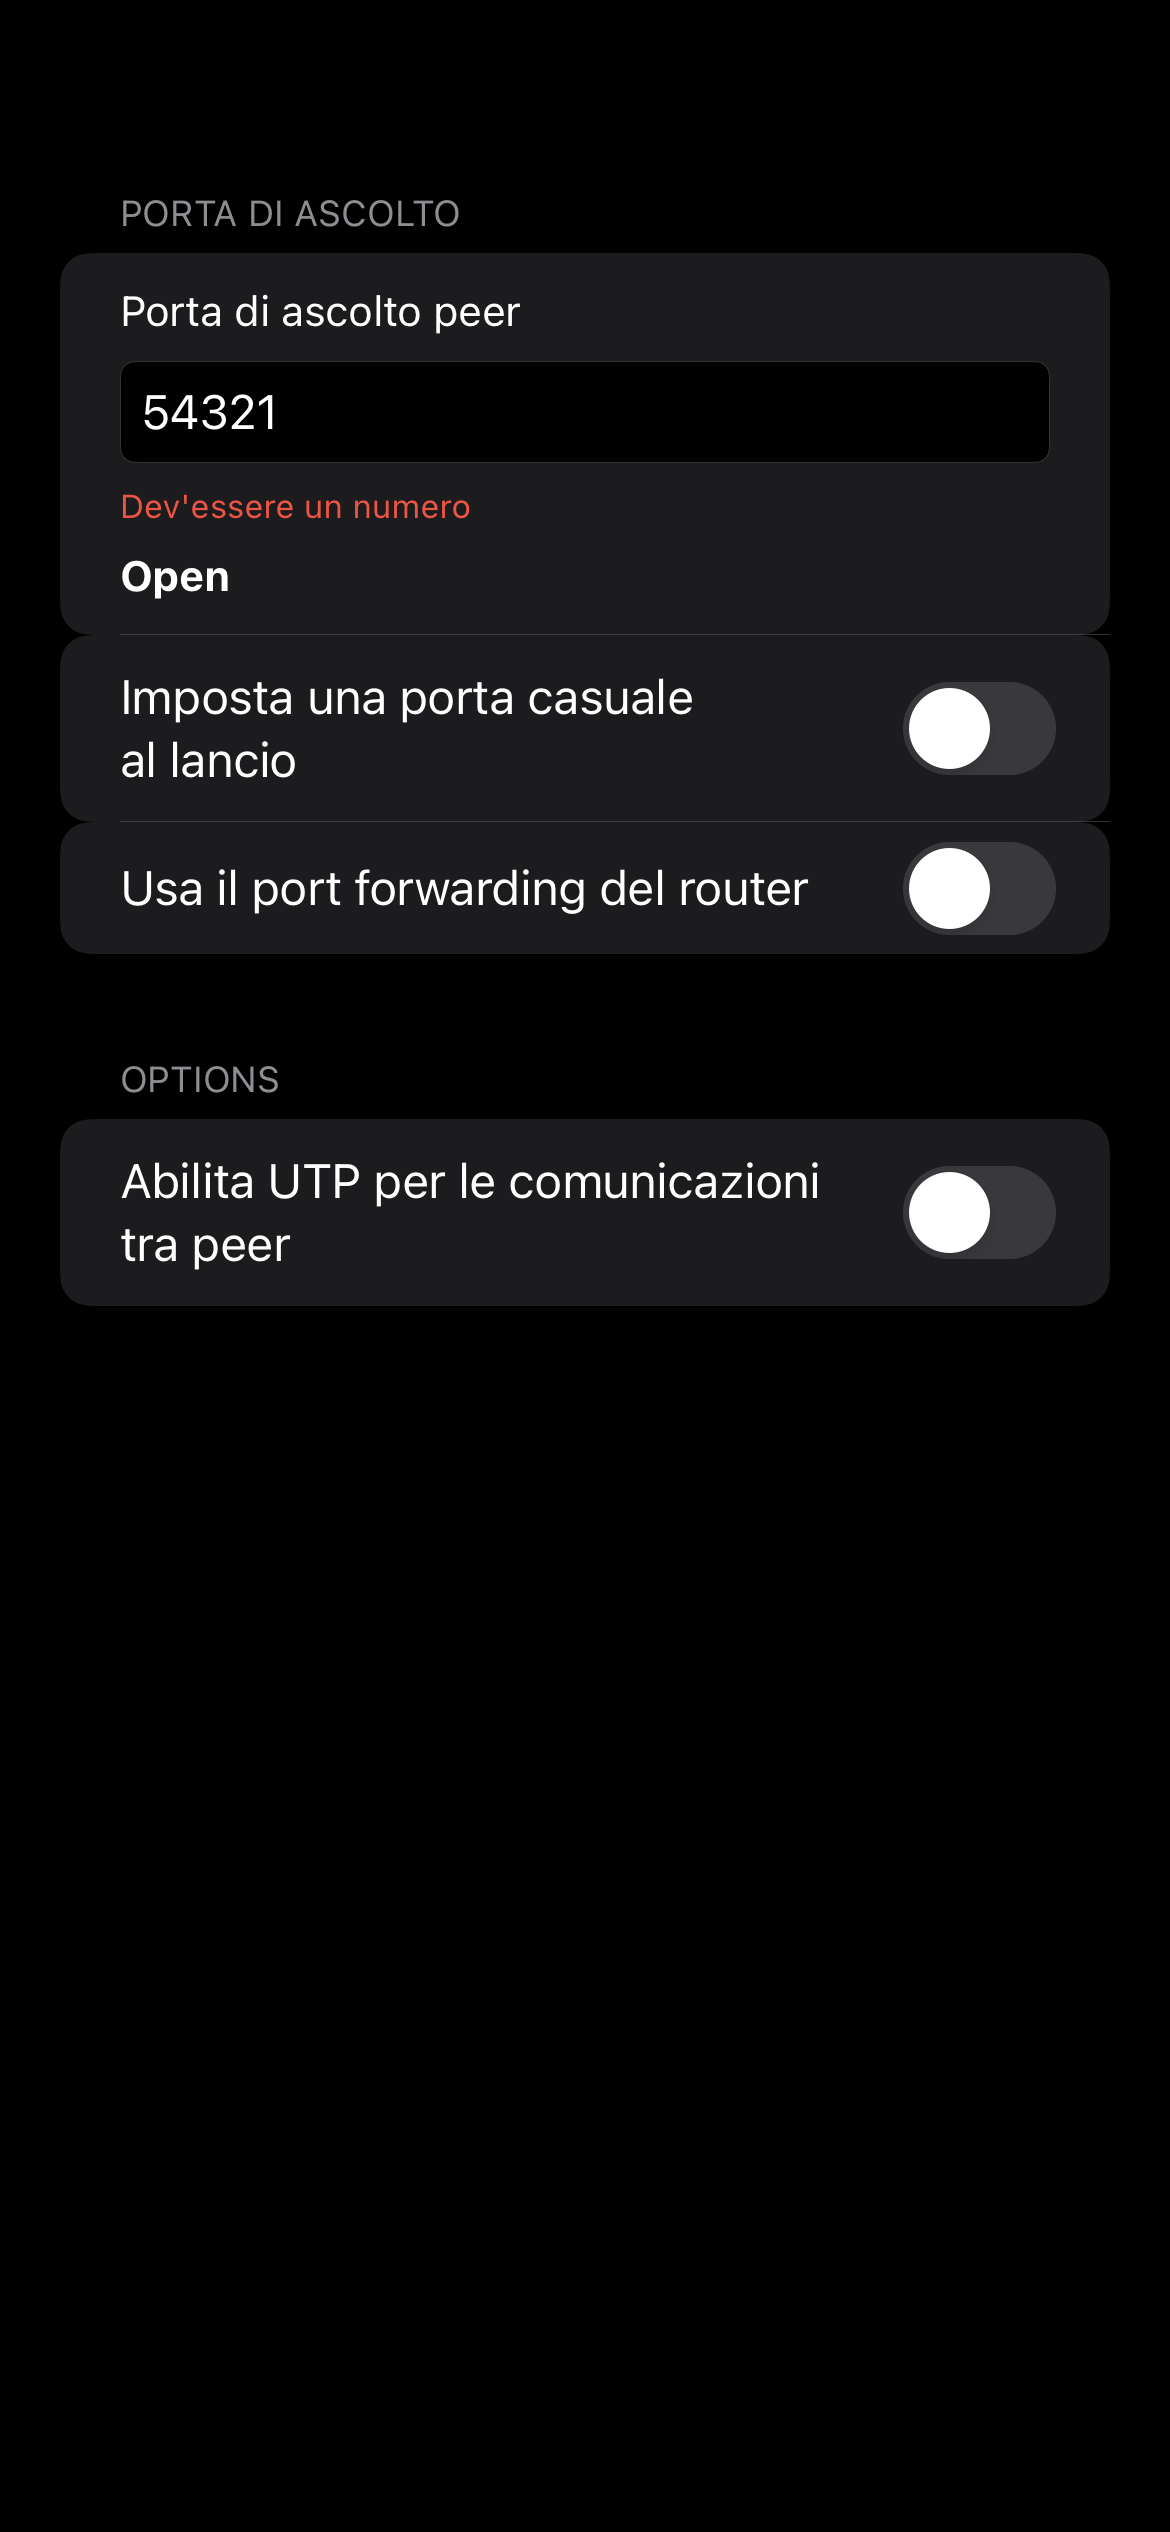 PORTA DI ASCOLTO
Porta di ascolto peer
54321
Dev'essere un numero
Open
Imposta una porta casuale
al lancio
Usa il port forwarding del router
OPTIONS
Abilita UTP per le comunicazioni
tra peer